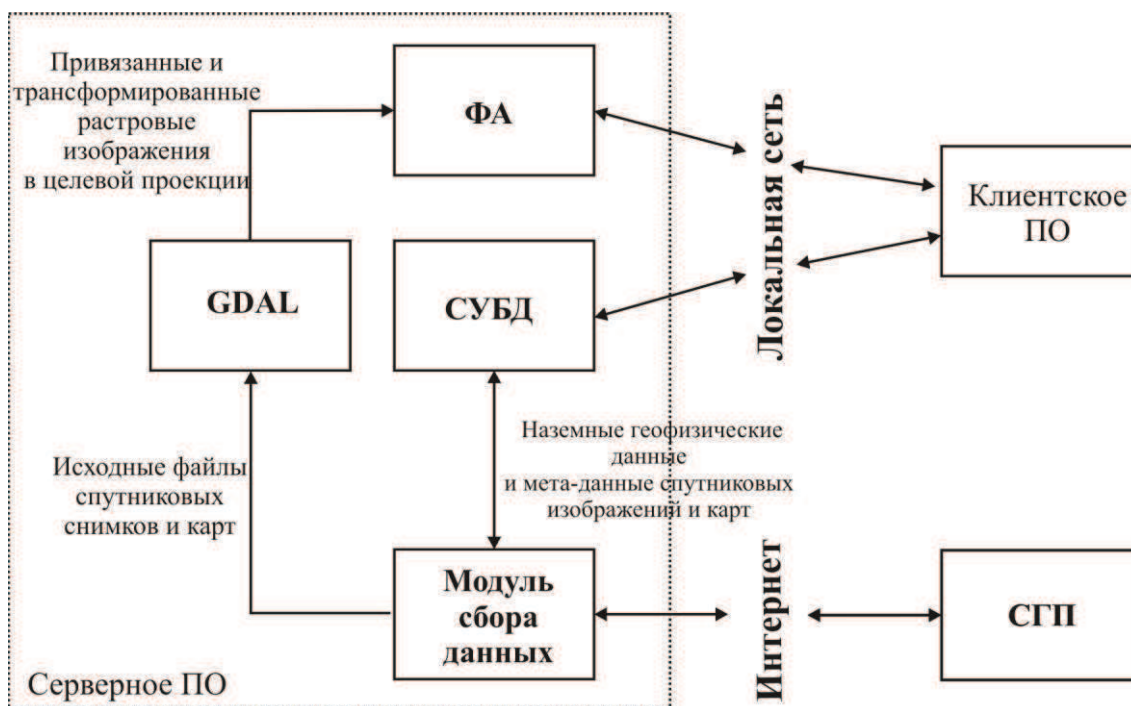 Привязанные и
трансформированные
растровые
изображения
в целевой проекции
ФА
Локальная сеть
Клиентское
ПО
GDAL
СУБД
Исходные файлы
спутниковых
снимков и карт
Наземные геофизические
данные
и мета-данные спутниковых
изображений и карт
Модуль
сбора
данных
Интернет
СГП
Серверное ПО